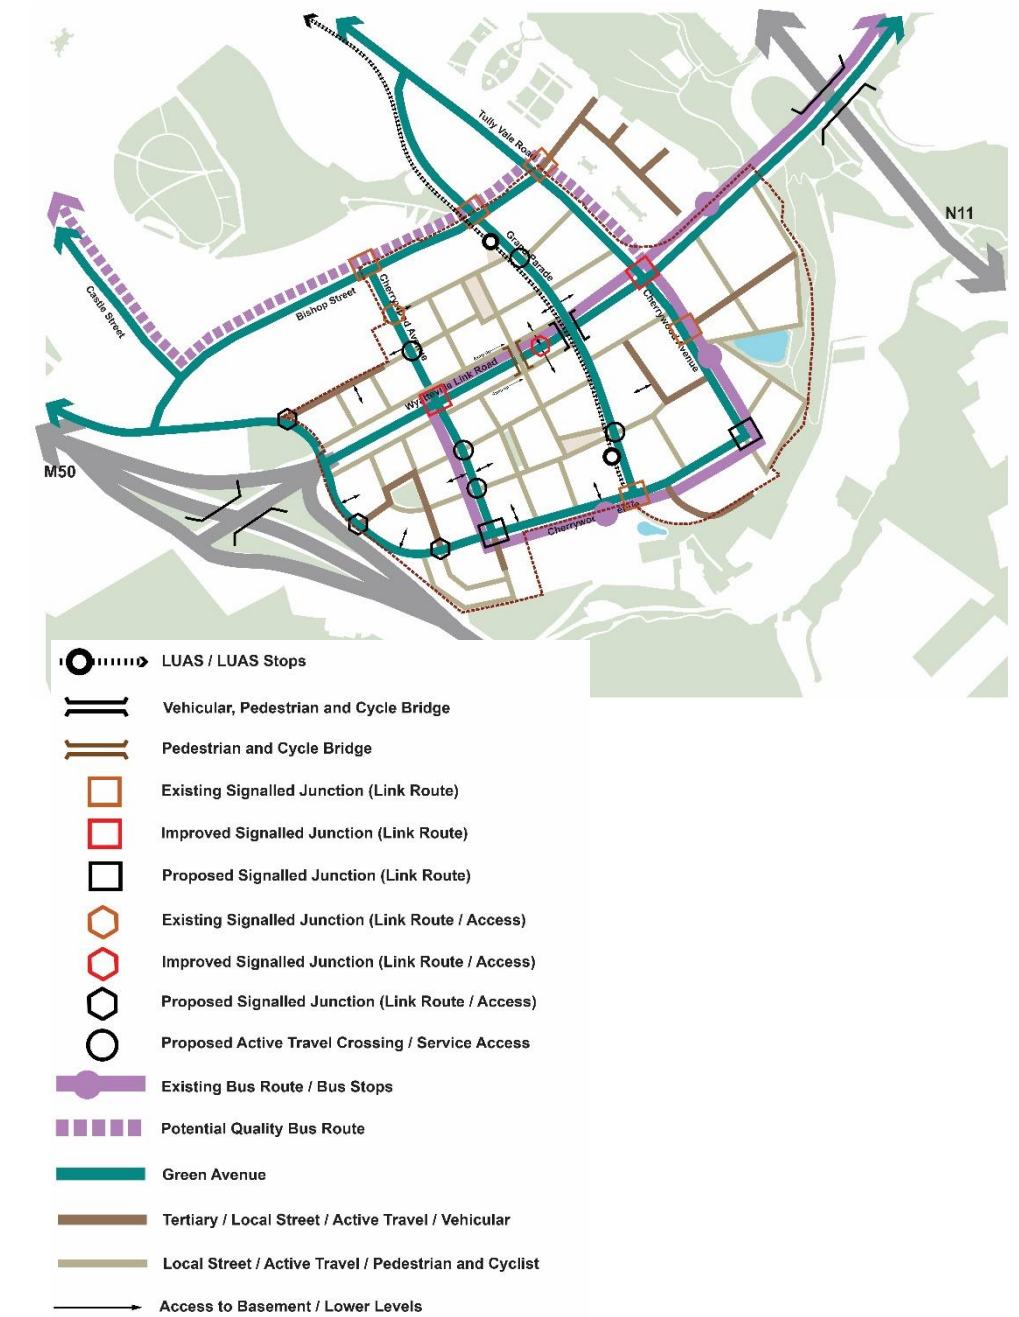 Tully Vale Road
N11
Grand Parade
Castle Street
Bishop Street
Cherrywood Avenue
Cherrywood Avenue
Wyattville Link Road
M50
LUAS / LUAS Stops
Vehicular, Pedestrian and Cycle Bridge
Pedestrian and Cycle Bridge
Existing Signalled Junction (Link Route)
Improved Signalled Junction (Link Route)
Proposed Signalled Junction (Link Route)
Existing Signalled Junction (Link Route / Access)
Improved Signalled Junction (Link Route / Access)
Proposed Signalled Junction (Link Route / Access)
Proposed Active Travel Crossing / Service Access
Existing Bus Route / Bus Stops
Potential Quality Bus Route
Green Avenue
Tertiary / Local Street / Active Travel / Vehicular
Local Street / Active Travel / Pedestrian and Cyclist
Access to Basement / Lower Levels